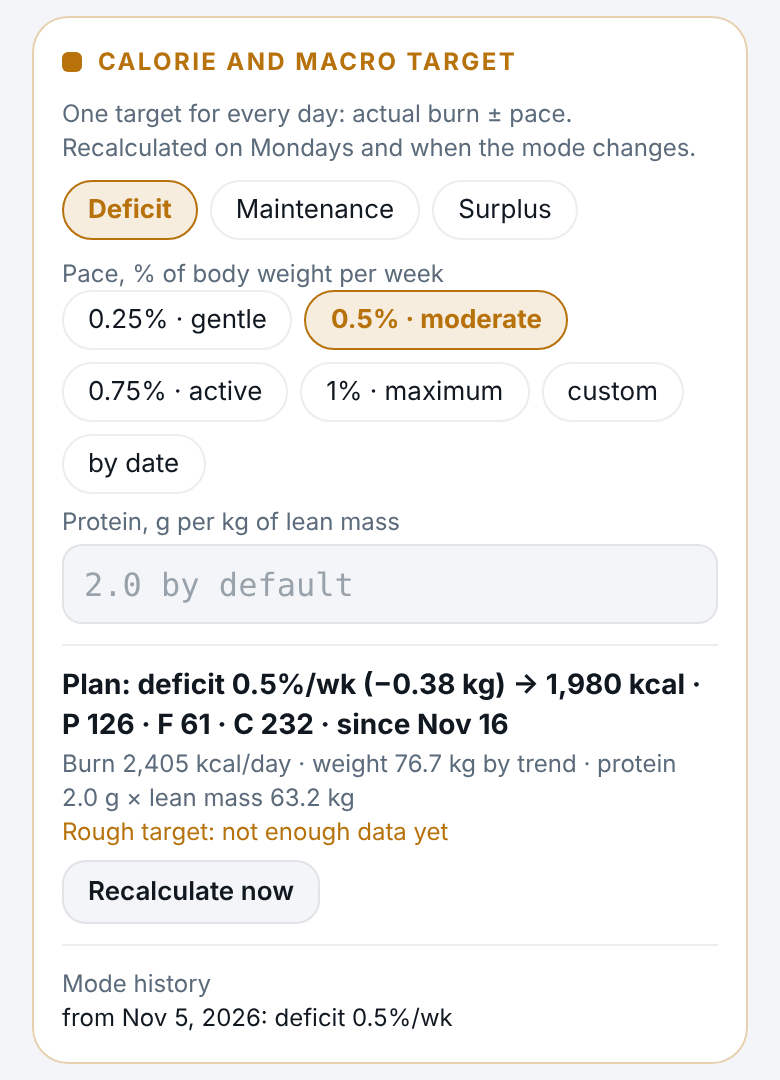 CALORIE AND MACRO TARGET
One target for every day: actual burn ± pace.
Recalculated on Mondays and when the mode changes.
Deficit Maintenance Surplus
Pace, % of body weight per week
0.25% · gentle 0.5% · moderate
0.75% · active 1% · maximum custom
by date
Protein, g per kg of lean mass
2.0 by default
Plan: deficit 0.5%/wk (−0.38 kg) → 1,980 kcal ·
P 126 · F 61 · C 232 · since Nov 16
Burn 2,405 kcal/day · weight 76.7 kg by trend · protein
2.0 g × lean mass 63.2 kg
Rough target: not enough data yet
Recalculate now
Mode history
from Nov 5, 2026: deficit 0.5%/wk